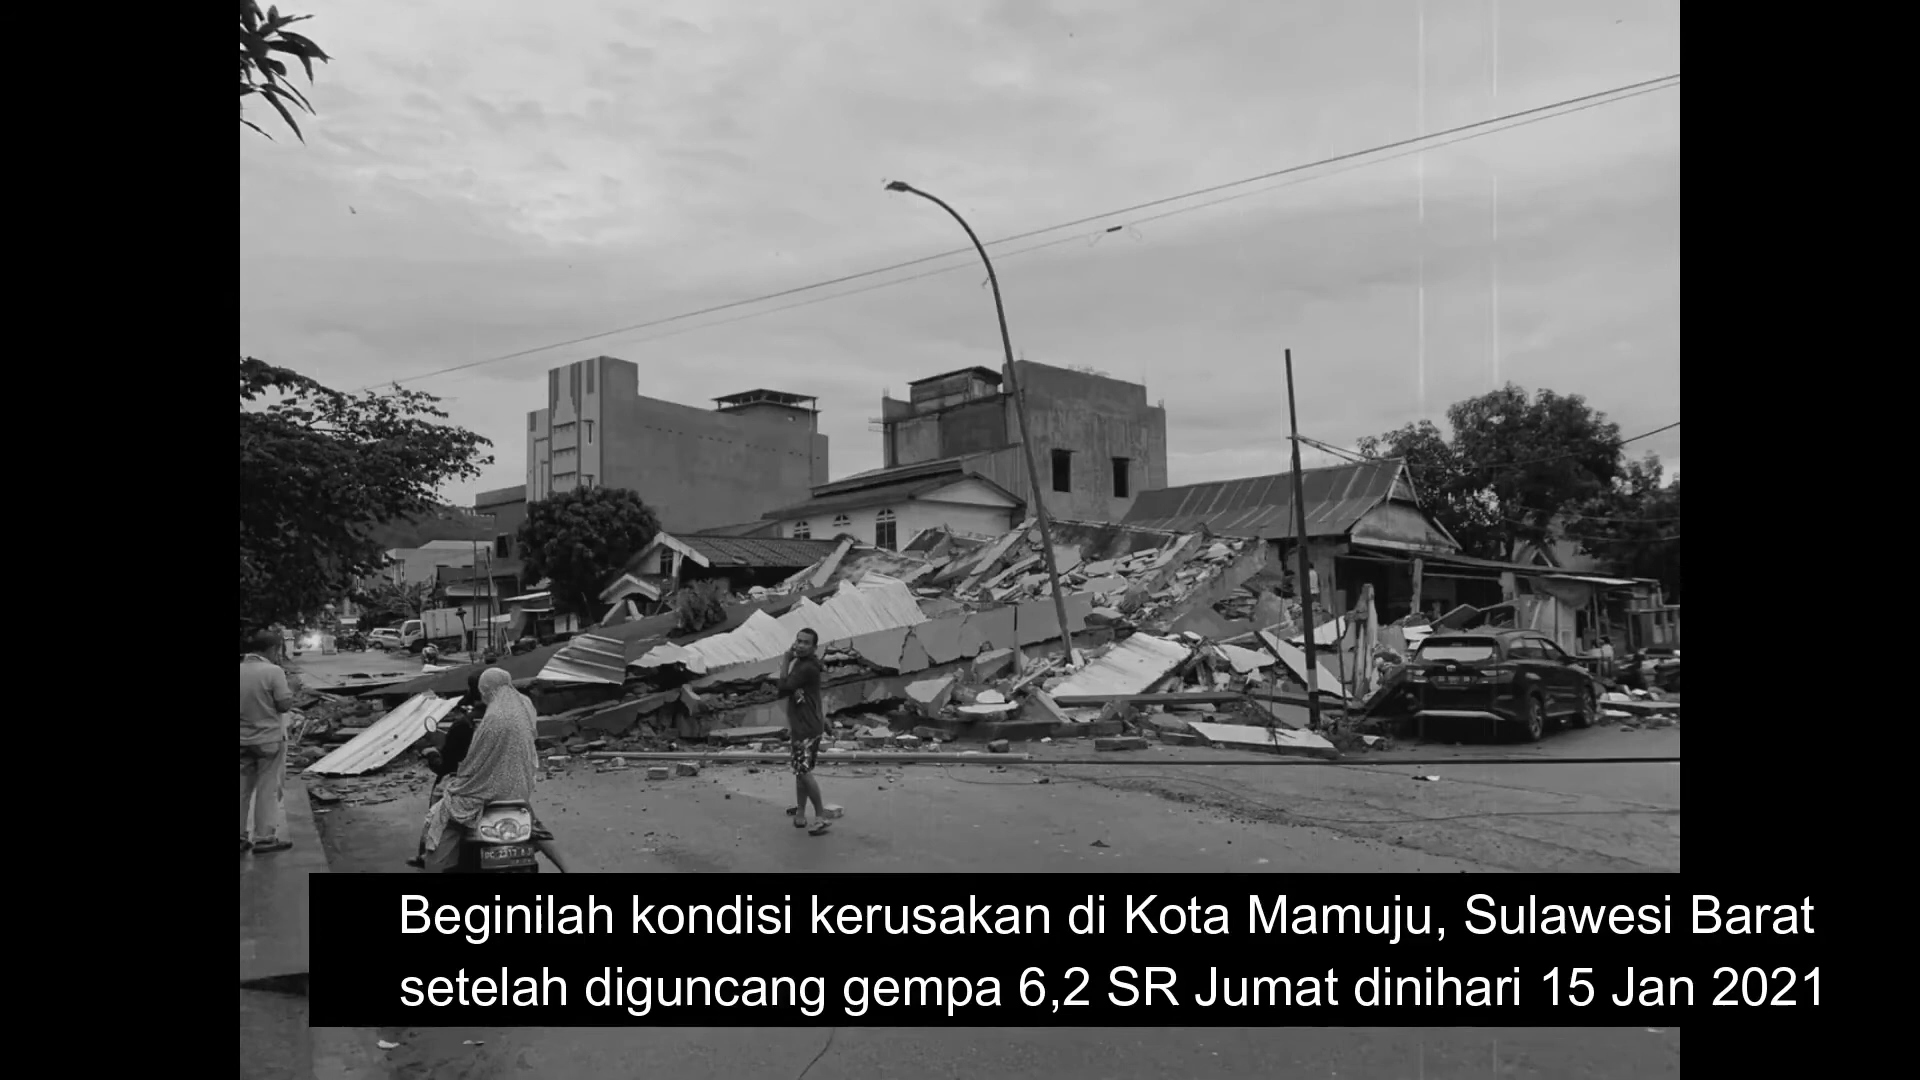 Beginilah kondisi kerusakan di Kota Mamuju, Sulawesi Barat
setelah diguncang gempa 6,2 SR Jumat dinihari 15 Jan 2021